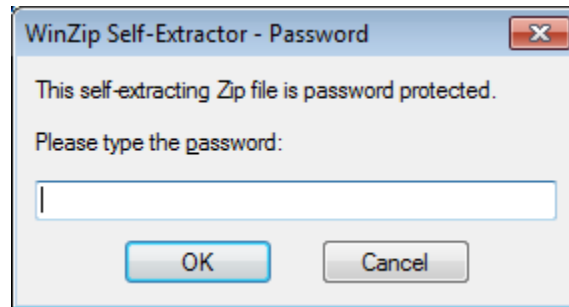 WinZip Self-Extractor - Password
This self-extracting Zip file is password protected.
Please type the password:
OK Cancel